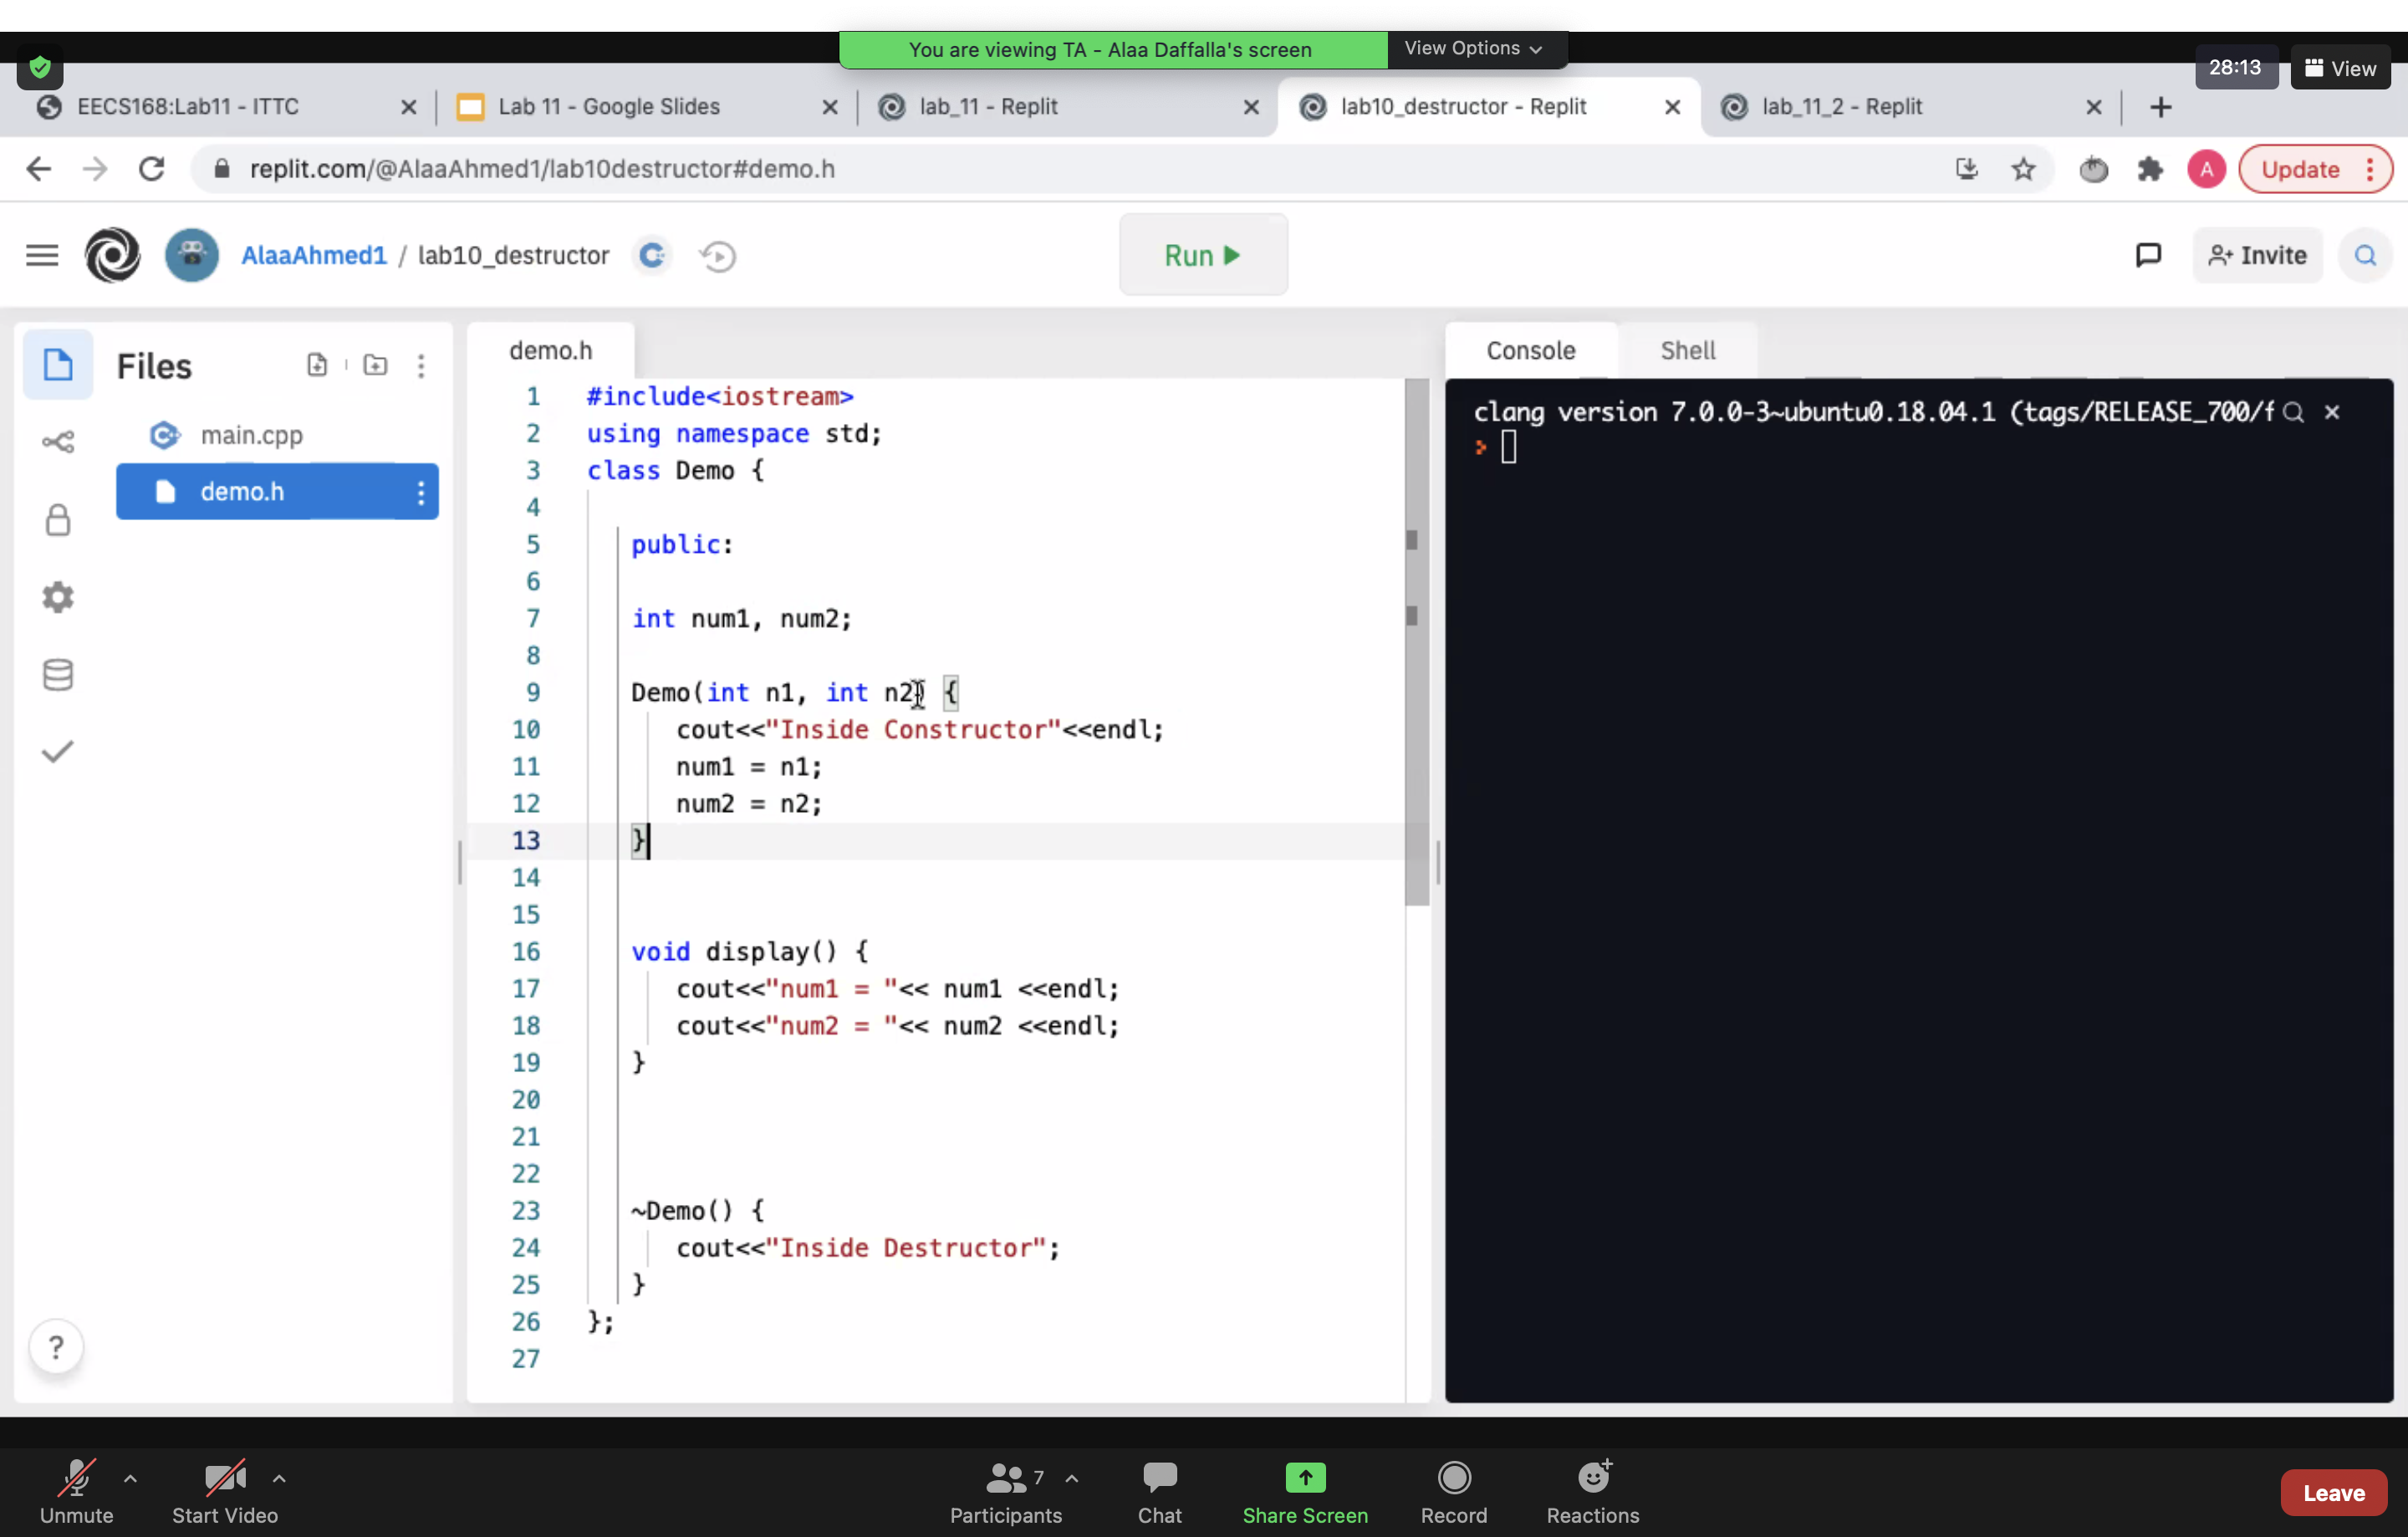 You are viewing TA - Alaa Daffalla's screen
View Options
28:13
View
EECS168:Lab11 - ITTC
Lab 11 - Google Slides
lab_11 - Replit
lab10_destructor - Replit
lab_11_2 - Replit
replit.com/@AlaaAhmed1/lab10destructor#demo.h
A
Update
AlaaAhmed1 / lab10_destructor
Run
Invite
Files
main.cpp
demo.h
demo.h
1 #include<iostream>
2 using namespace std;
3 class Demo {
4
5 public:
6
7 int num1, num2;
8
9 Demo(int n1, int n2) {
10 cout<<"Inside Constructor"<<endl;
11 num1 = n1;
12 num2 = n2;
13 }
14
15
16 void display() {
17 cout<<"num1 = "<< num1 <<endl;
18 cout<<"num2 = "<< num2 <<endl;
19 }
20
21
22
23 ~Demo() {
24 cout<<"Inside Destructor";
25 }
26 };
27
Console
Shell
clang version 7.0.0-3~ubuntu0.18.04.1 (tags/RELEASE_700/f
>
?
Unmute
Start Video
7
Participants
Chat
Share Screen
Record
Reactions
Leave